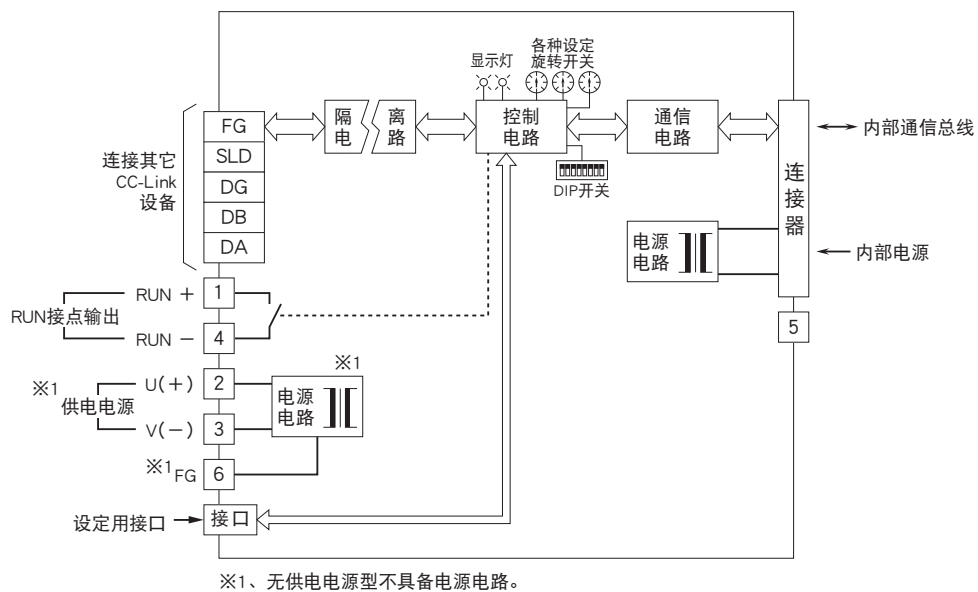 显示灯
各种设定
旋转开关
连接其它
CC-Link
设备
FG
SLD
DG
DB
DA
隔 离
电 路
控制
电路
通信
电路
DIP开关
连
接
器
内部通信总线
电源
电路
内部电源
5
RUN接点输出
RUN +
1
RUN −
4
※1
供电电源
U(+)
2
V(−)
3
※1
电源
电路
※1 FG
6
设定用接口
接口
※1、无供电电源型不具备电源电路。